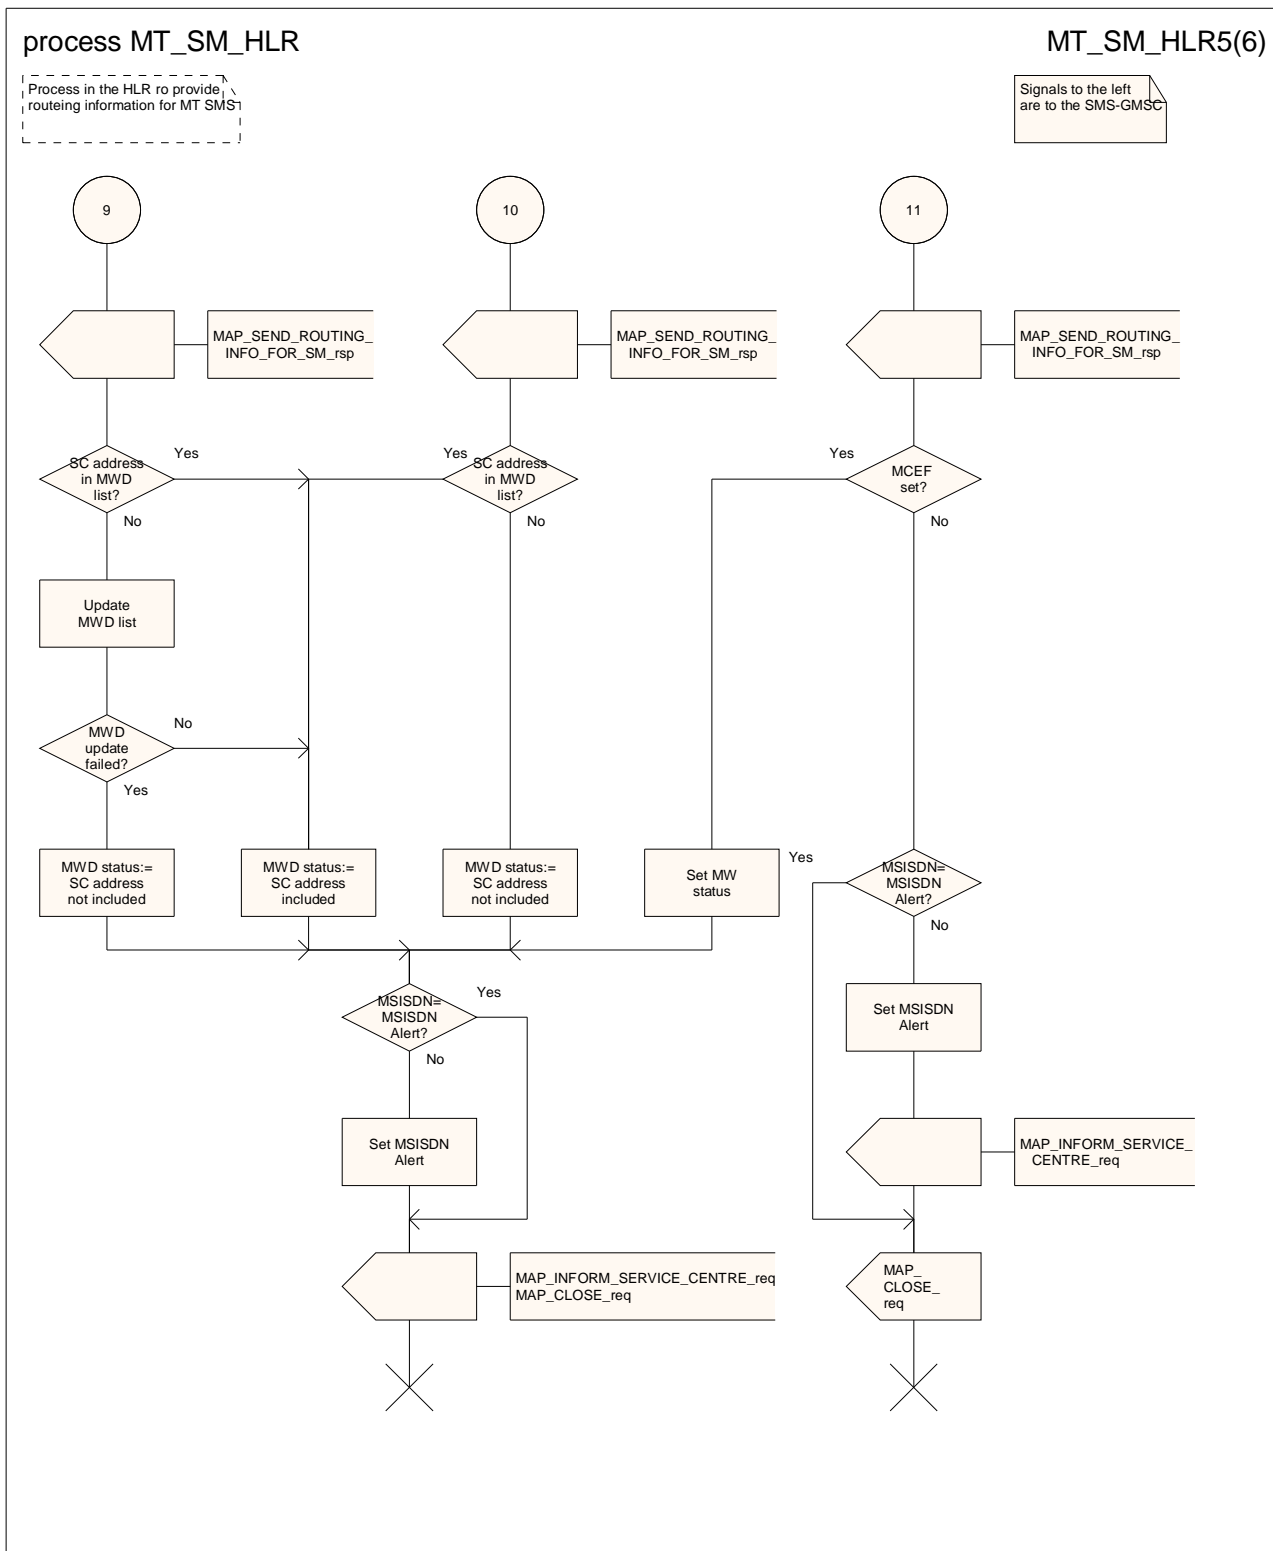 process MT_SM_HLR
MT_SM_HLR5(6)
Process in the HLR ro provide
routeing information for MT SMS
Signals to the left
are to the SMS-GMSC
9
10
11
MAP_SEND_ROUTING_
INFO_FOR_SM_rsp
MAP_SEND_ROUTING_
INFO_FOR_SM_rsp
MAP_SEND_ROUTING_
INFO_FOR_SM_rsp
SC address
in MWD
list?
Yes
No
Yes
SC address
in MWD
list?
No
Yes
MCEF
set?
No
Update
MWD list
MWD
update
failed?
No
Yes
MWD status:=
SC address
not included
MWD status:=
SC address
included
MWD status:=
SC address
not included
Set MW
status
Yes
MSISDN=
MSISDN
Alert?
No
MSISDN=
MSISDN
Alert?
Yes
No
Set MSISDN
Alert
Set MSISDN
Alert
MAP_INFORM_SERVICE_
CENTRE_req
MAP_INFORM_SERVICE_CENTRE_req
MAP_CLOSE_req
MAP_
CLOSE_
req